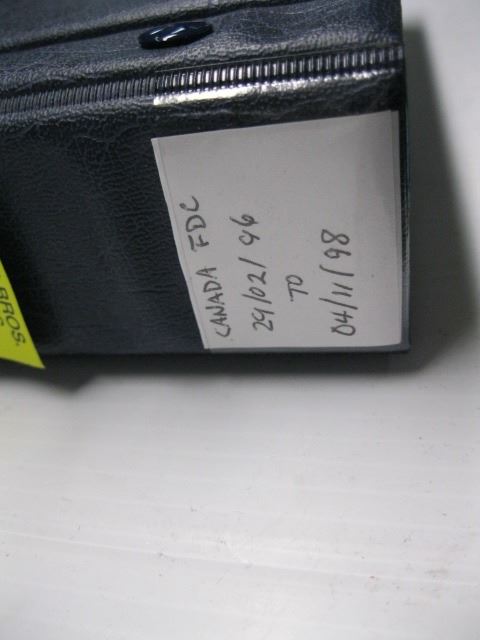 CANADA FDC
29/02/96
TO
04/11/98
BROS.